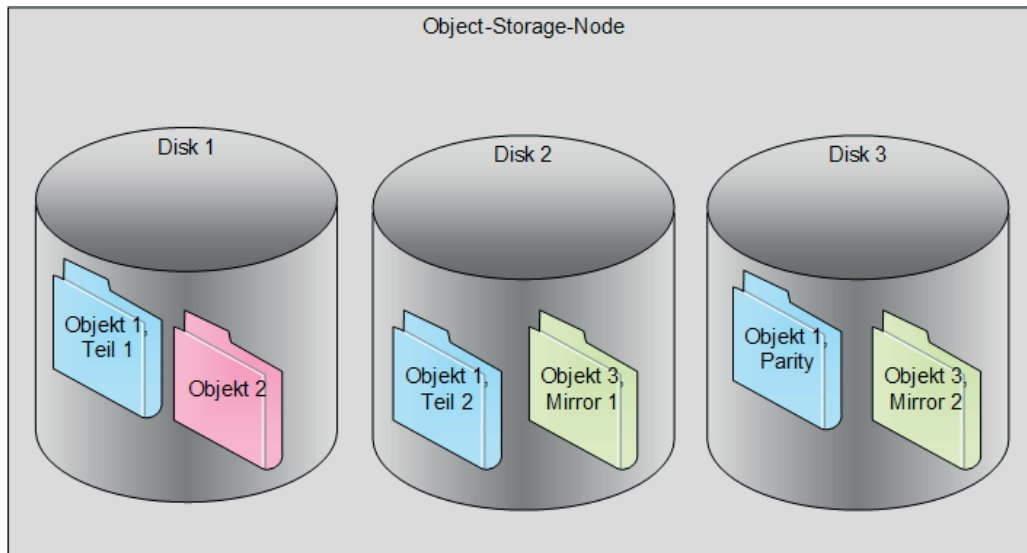 Object-Storage-Node
Disk 1
Disk 2
Disk 3
Objekt 1,
Teil 1
Objekt 2
Objekt 1,
Teil 2
Objekt 3,
Mirror 1
Objekt 1,
Parity
Objekt 3,
Mirror 2